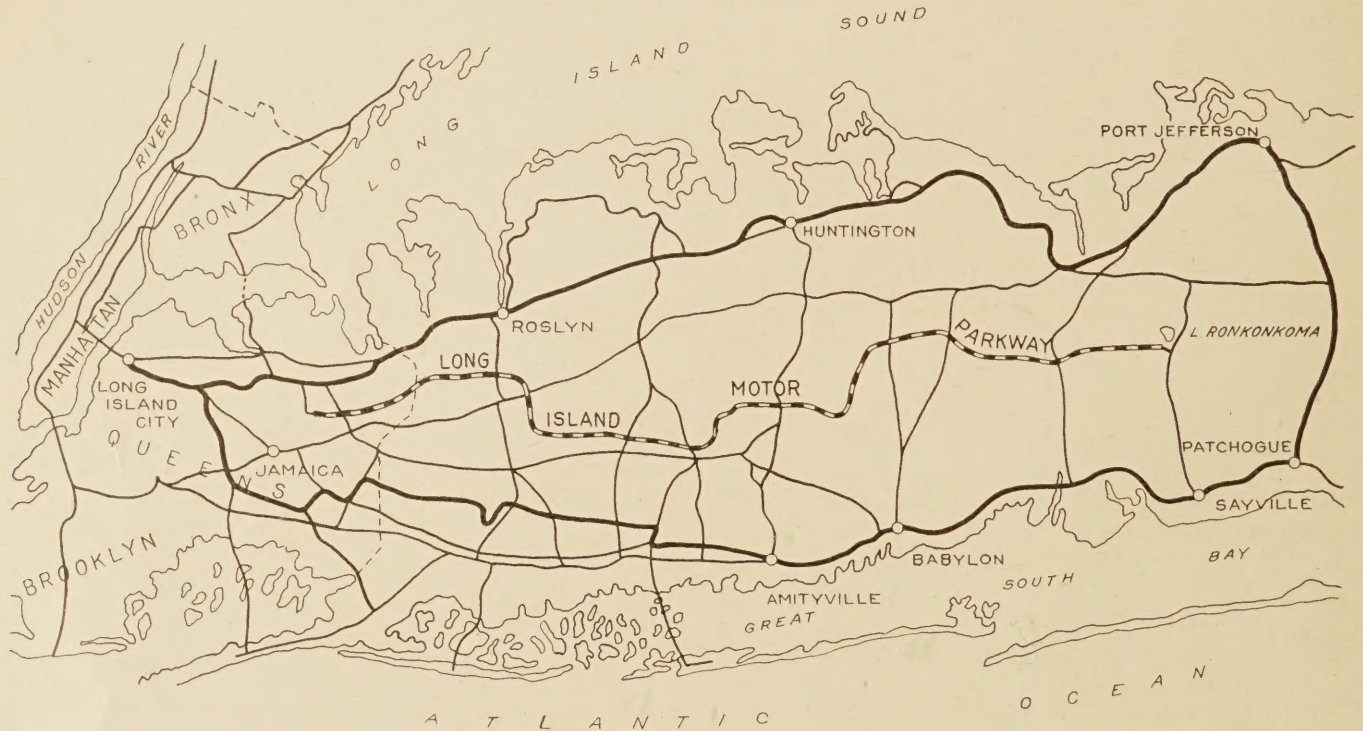 SOUND
ISLAND
LONG
HUDSON RIVER
MANHATTAN
BRONX
PORT JEFFERSON
HUNTINGTON
ROSLYN
L. RONKONKOMA
LONG ISLAND MOTOR PARKWAY
LONG
ISLAND
CITY
QUEENS
JAMAICA
PATCHOGUE
SAYVILLE
BROOKLYN
BABYLON
AMITYVILLE
GREAT SOUTH BAY
ATLANTIC OCEAN